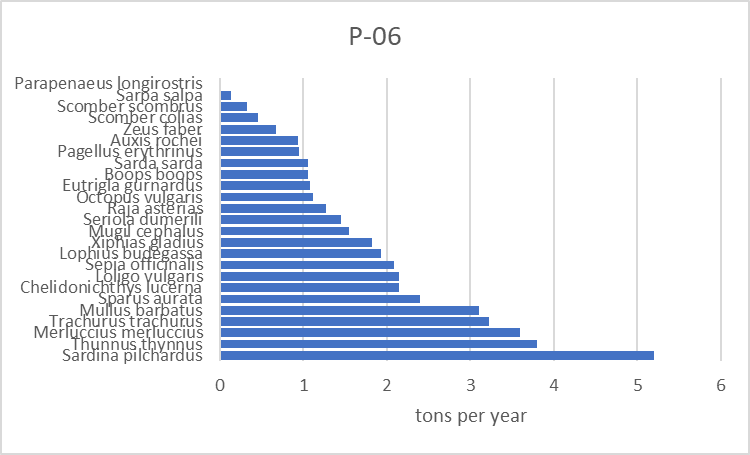 P-06
Parapenaeus longirostris
Sarpa salpa
Scomber scombrus
Scomber colias
Zeus faber
Auxis rochei
Pagellus erythrinus
Sarda sarda
Boops boops
Eutrigla gurnardus
Octopus vulgaris
Raja asterias
Seriola dumerili
Mugil cephalus
Xiphias gladius
Lophius budegassa
Sepia officinalis
Loligo vulgaris
Chelidonichthys lucerna
Sparus aurata
Mullus barbatus
Trachurus trachurus
Merluccius merluccius
Thunnus thynnus
Sardina pilchardus
0 1 2 3 4 5 6
tons per year